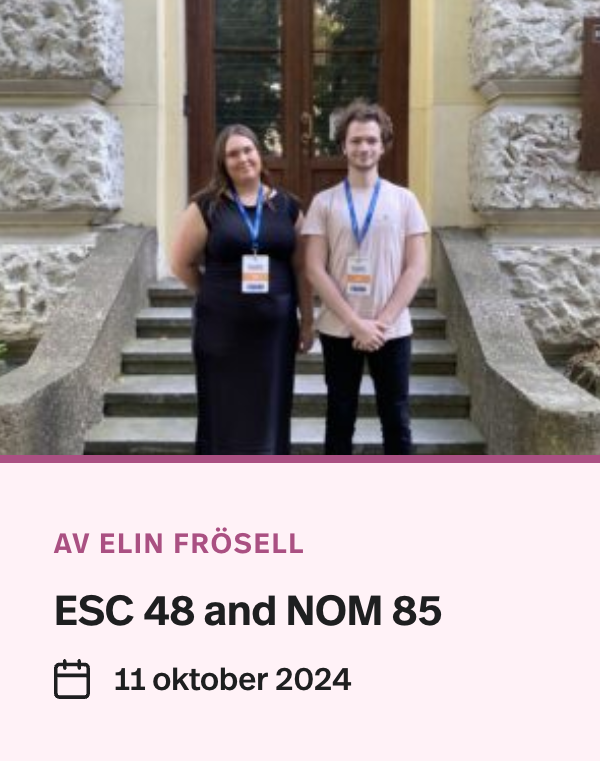 AV ELIN FRÖSELL
ESC 48 and NOM 85
11 oktober 2024